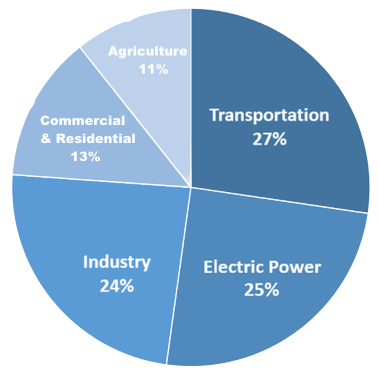 Agriculture
11%
Transportation
27%
Commercial
& Residential
13%
Industry
24%
Electric Power
25%